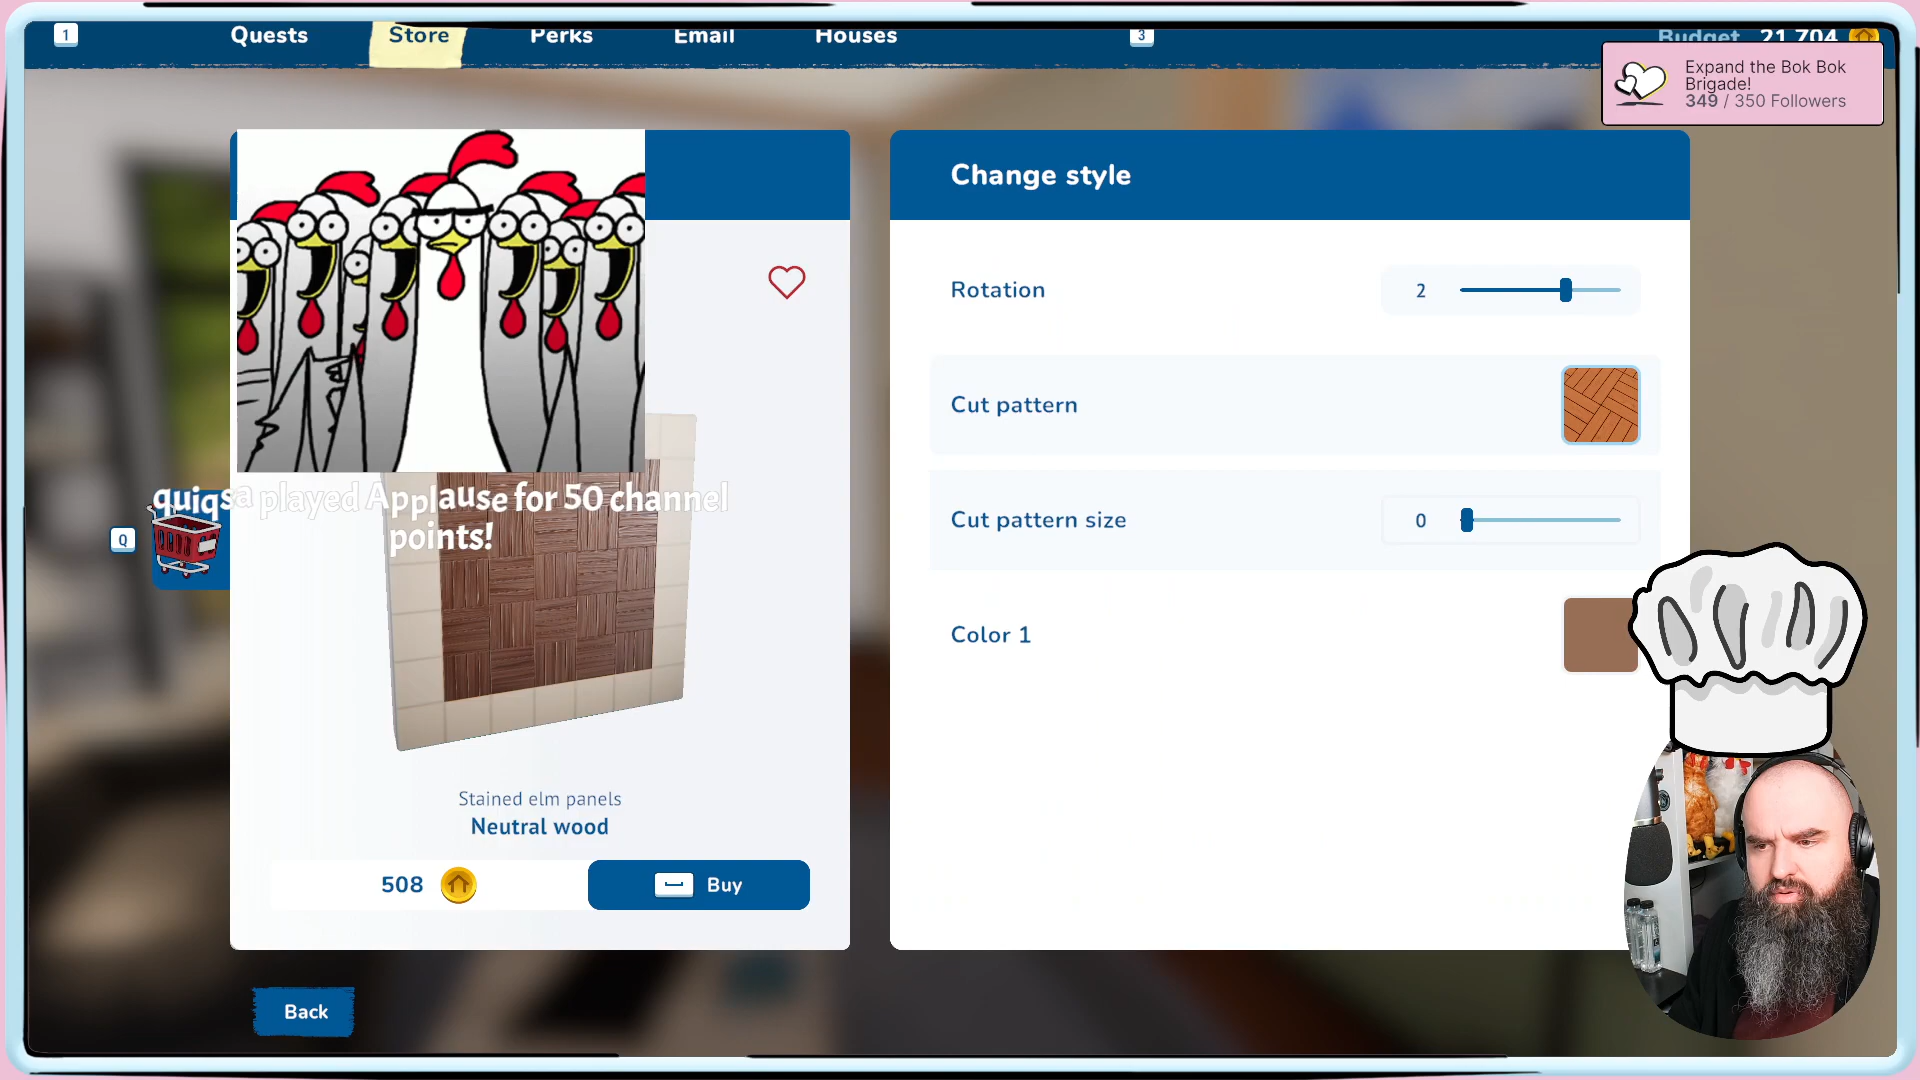 1
Quests
Store
Perks
Email
Houses
3
Budget 21,704
Expand the Bok Bok
Brigade!
349 / 350 Followers
Change style
Rotation
2
Cut pattern
Cut pattern size
0
Color 1
quiqsa played Applause for 50 channel
points!
Q
Stained elm panels
Neutral wood
508
Buy
Back